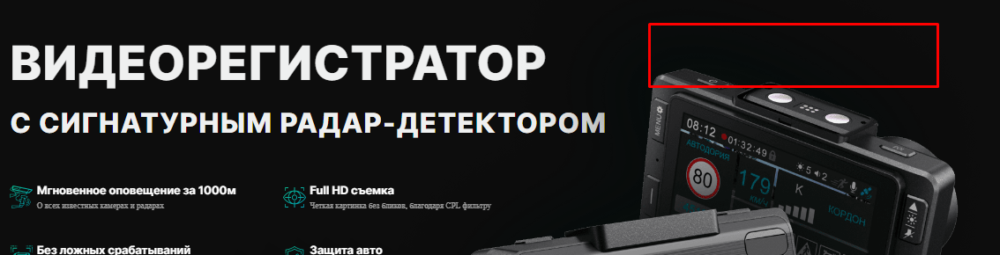 ВИДЕОРЕГИСТРАТОР
С СИГНАТУРНЫМ РАДАР-ДЕТЕКТОРОМ
Мгновенное оповещение за 1000м
О всех известных камерах и радарах
Full HD съемка
Четкая картинка без бликов, благодаря CPL фильтру
Без ложных срабатываний
Защита авто
MENU
08:12
01:32:49
5
2
АВТОДОРИЯ
80
179
КМ/Ч
К
КОРДОН